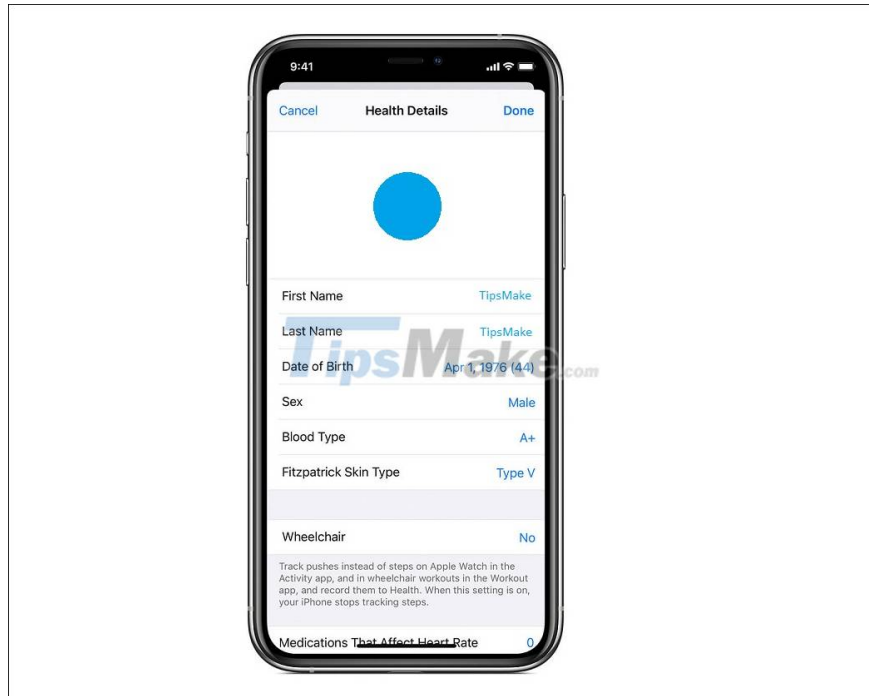 9:41
Cancel Health Details Done
First Name TipsMake
Last Name TipsMake
TipsMake.com
Date of Birth Apr 1, 1976 (44)
Sex Male
Blood Type A+
Fitzpatrick Skin Type Type V
Wheelchair No
Track pushes instead of steps on Apple Watch in the
Activity app, and in wheelchair workouts in the Workout
app, and record them to Health. When this setting is on,
your iPhone stops tracking steps.
Medications That Affect Heart Rate 0